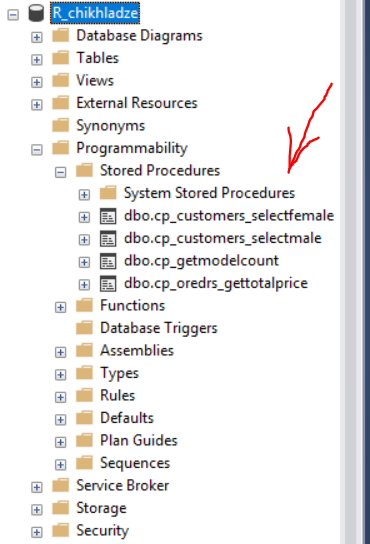 R_chikhladze
Database Diagrams
Tables
Views
External Resources
Synonyms
Programmability
Stored Procedures
System Stored Procedures
dbo.cp_customers_selectfemale
dbo.cp_customers_selectmale
dbo.cp_getmodelcount
dbo.cp_oredrs_gettotalprice
Functions
Database Triggers
Assemblies
Types
Rules
Defaults
Plan Guides
Sequences
Service Broker
Storage
Security